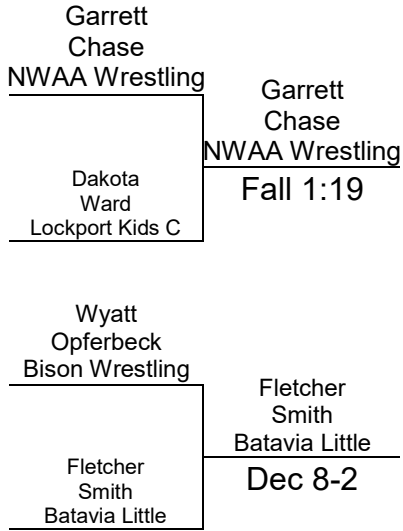 Garrett
Chase
NWAA Wrestling
Garrett
Chase
NWAA Wrestling
Fall 1:19
Dakota
Ward
Lockport Kids C
Wyatt
Opferbeck
Bison Wrestling
Fletcher
Smith
Batavia Little
Dec 8-2
Fletcher
Smith
Batavia Little